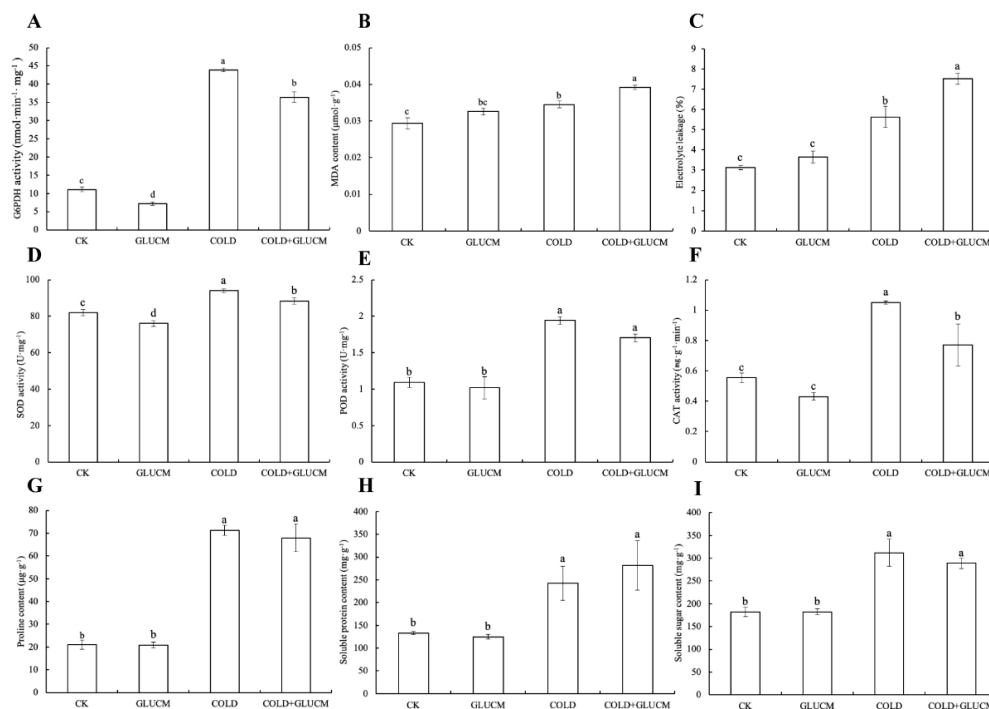 A
G6PDH activity (nmol·min⁻¹· mg⁻¹)
50
45
40
35
30
25
20
15
10
5
0
c
d
a
b
CK
GLUCM
COLD
COLD+GLUCM
B
MDA content (μmol·g⁻¹)
0.05
0.04
0.03
0.02
0.01
0
c
bc
b
a
CK
GLUCM
COLD
COLD+GLUCM
C
Electrolyte leakage (%)
9
8
7
6
5
4
3
2
1
0
c
c
b
a
CK
GLUCM
COLD
COLD+GLUCM
D
SOD activity (U·mg⁻¹)
100
80
60
40
20
0
c
d
a
b
CK
GLUCM
COLD
COLD+GLUCM
E
POD activity (U·mg⁻¹)
2.5
2
1.5
1
0.5
0
b
b
a
a
CK
GLUCM
COLD
COLD+GLUCM
F
CAT activity (mg·g⁻¹·min⁻¹)
1.2
1
0.8
0.6
0.4
0.2
0
c
c
a
b
CK
GLUCM
COLD
COLD+GLUCM
G
Proline content (μg·g⁻¹)
80
70
60
50
40
30
20
10
0
b
b
a
a
CK
GLUCM
COLD
COLD+GLUCM
H
Soluble protein content (mg·g⁻¹)
400
350
300
250
200
150
100
50
0
b
b
a
a
CK
GLUCM
COLD
COLD+GLUCM
I
Soluble sugar content (mg·g⁻¹)
400
350
300
250
200
150
100
50
0
b
b
a
a
CK
GLUCM
COLD
COLD+GLUCM